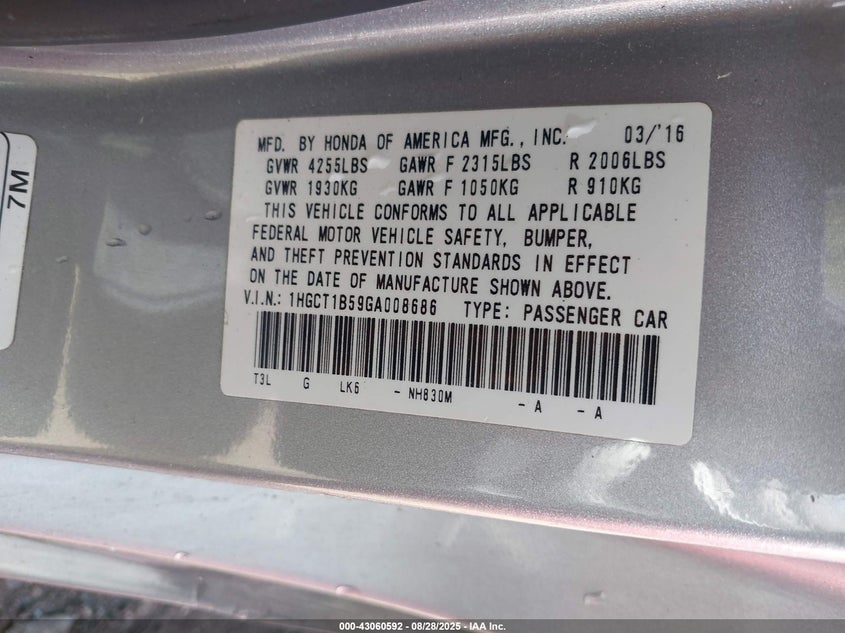 7M
MFD. BY HONDA OF AMERICA MFG., INC. 03/'16
GVWR 4255LBS GAWR F 2315LBS R 2006LBS
GVWR 1930KG GAWR F 1050KG R 910KG
THIS VEHICLE CONFORMS TO ALL APPLICABLE
FEDERAL MOTOR VEHICLE SAFETY, BUMPER,
AND THEFT PREVENTION STANDARDS IN EFFECT
ON THE DATE OF MANUFACTURE SHOWN ABOVE.
V.I.N.: 1HGCT1B59GA008686 TYPE: PASSENGER CAR
T3L G LK6 - NH830M - A - A
000-43060592 - 08/28/2025 - IAA Inc.